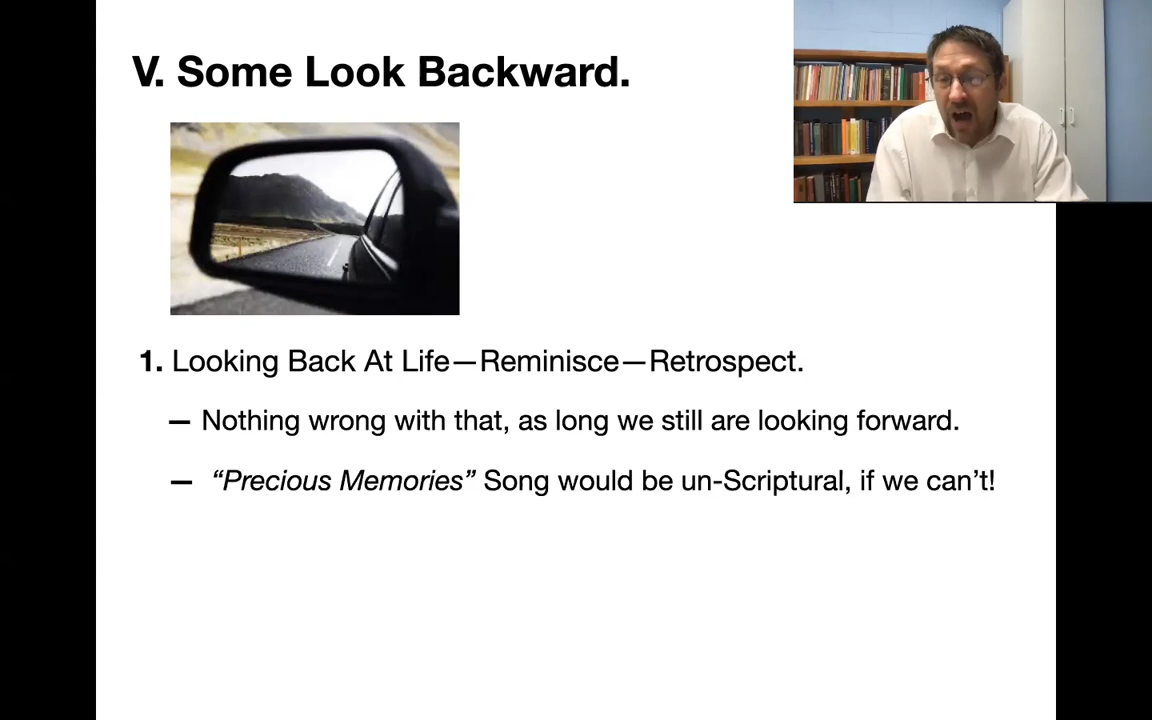 V. Some Look Backward.
1. Looking Back At Life—Reminisce—Retrospect.
— Nothing wrong with that, as long we still are looking forward.
— “Precious Memories” Song would be un-Scriptural, if we can’t!